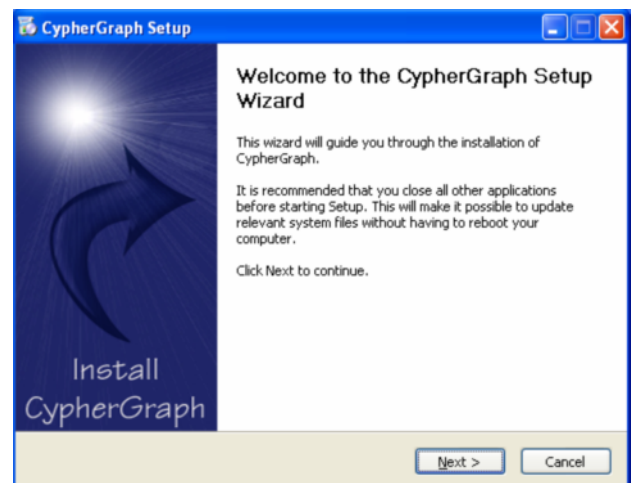 CypherGraph Setup
Welcome to the CypherGraph Setup
Wizard
This wizard will guide you through the installation of
CypherGraph.
It is recommended that you close all other applications
before starting Setup. This will make it possible to update
relevant system files without having to reboot your
computer.
Click Next to continue.
Install
CypherGraph
Next >
Cancel